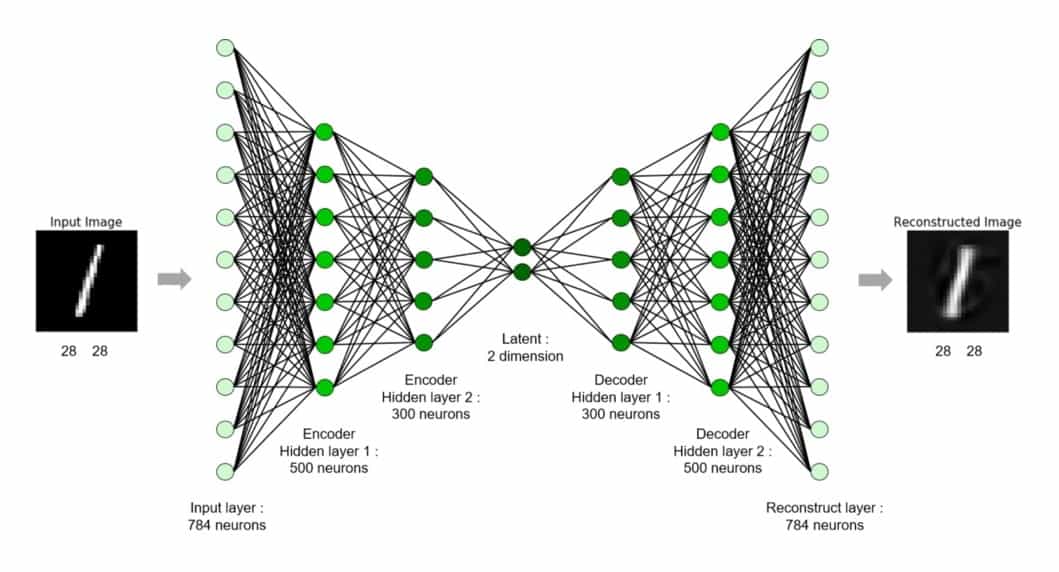 Input Image
28 28
Input layer :
784 neurons
Encoder
Hidden layer 1 :
500 neurons
Encoder
Hidden layer 2 :
300 neurons
Latent :
2 dimension
Decoder
Hidden layer 1 :
300 neurons
Decoder
Hidden layer 2 :
500 neurons
Reconstruct layer :
784 neurons
Reconstructed Image
28 28